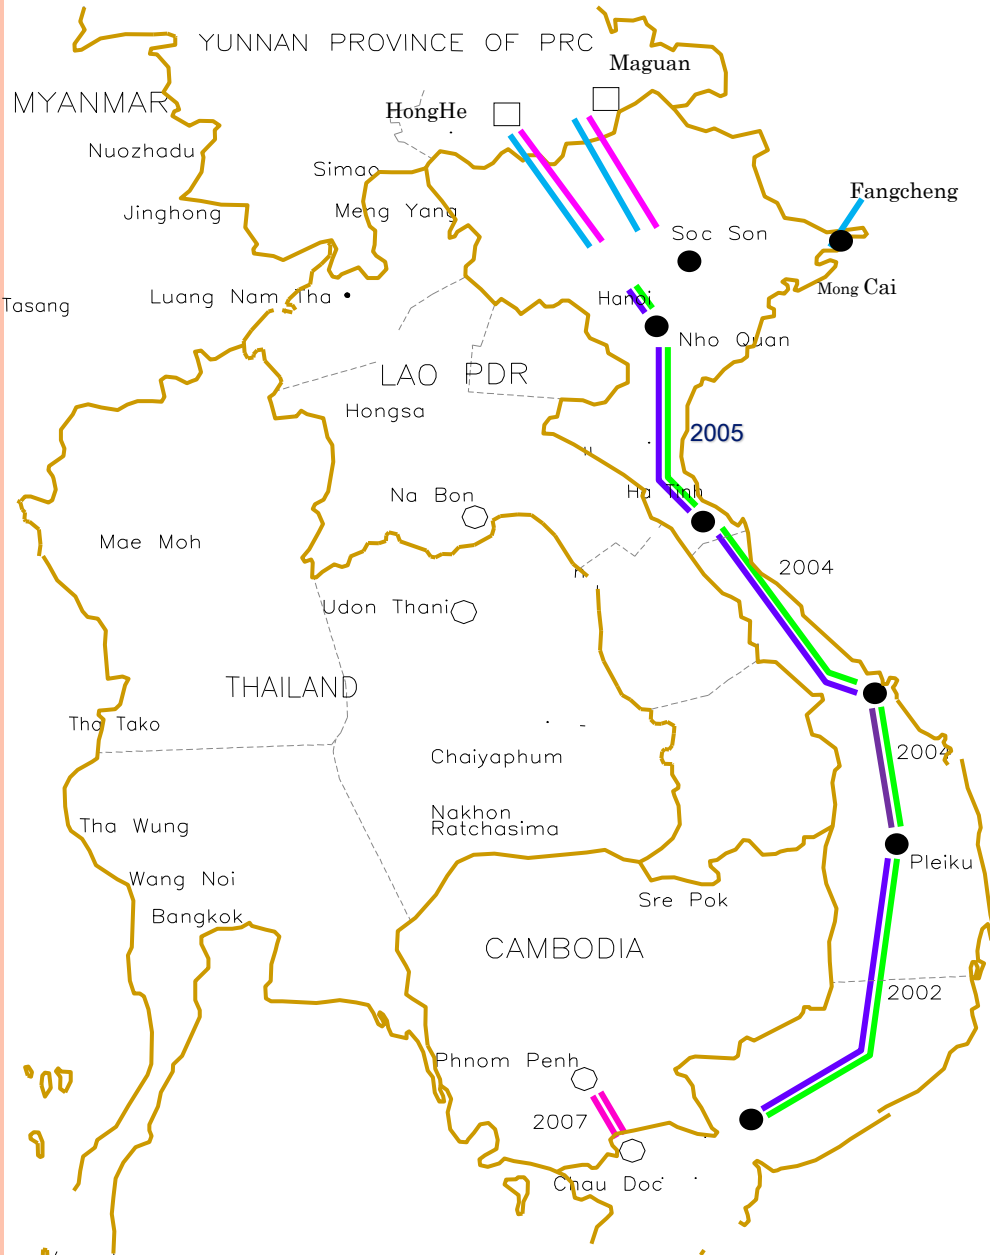 YUNNAN PROVINCE OF PRC
Maguan
MYANMAR
HongHe
Nuozhadu
Simao
Fangcheng
Jinghong
Meng Yang
Soc Son
Mong Cai
Tasang
Luang Nam Tha
Hanoi
Nho Quan
LAO PDR
Hongsa
2005
Na Bon
Ha Tinh
Mae Moh
2004
Udon Thani
THAILAND
Tha Tako
2004
Chaiyaphum
Nakhon
Ratchasima
Tha Wung
Pleiku
Wang Noi
Sre Pok
Bangkok
CAMBODIA
2002
Phnom Penh
2007
Chau Doc